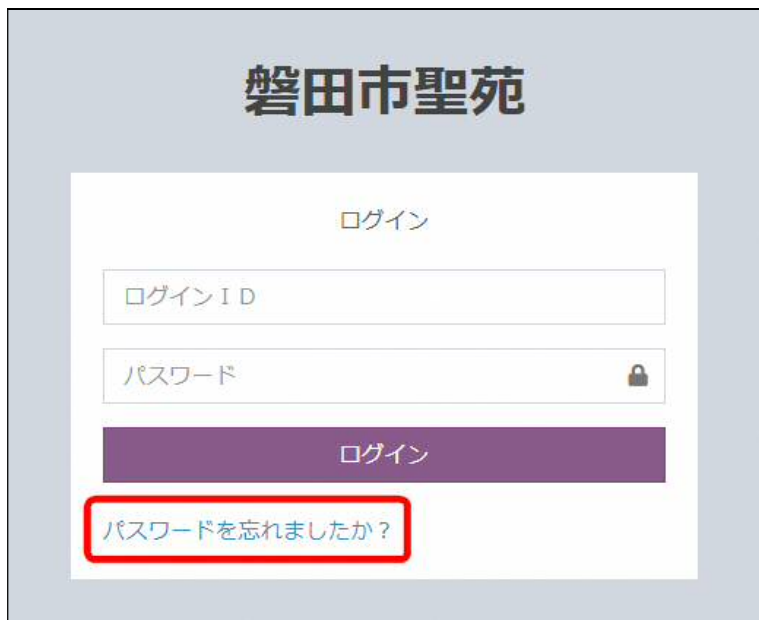 磐田市聖苑
ログイン
ログインＩＤ
パスワード
ログイン
パスワードを忘れましたか？